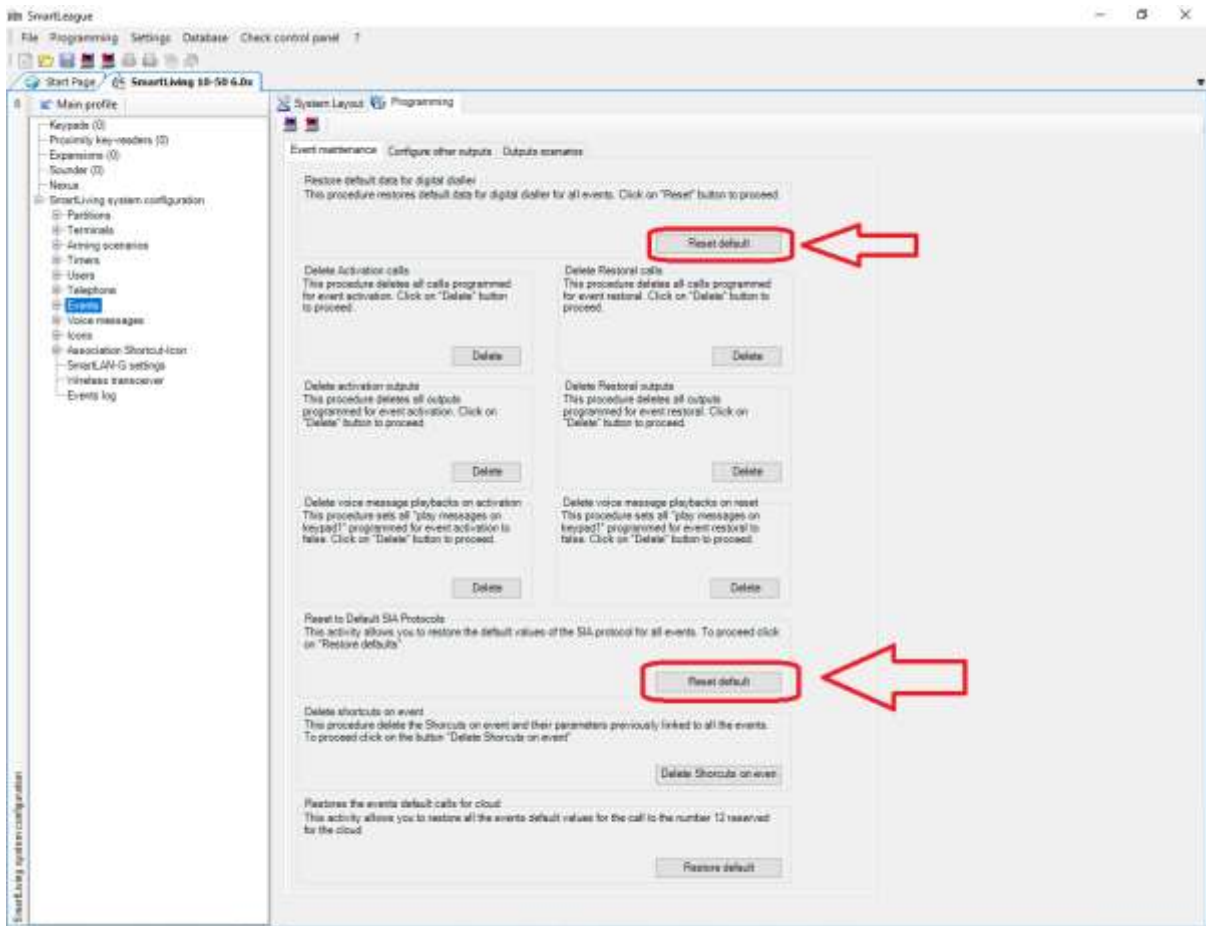 SmartLeague
File Programming Settings Database Check control panel ?
Start Page SmartLiving 10-50 6.0x
Main profile
Keypads (0)
Proximity key-readers (0)
Expansions (0)
Sounder (0)
Nexus
SmartLiving system configuration
Partitions
Terminals
Arming scenarios
Timers
Users
Telephone
Events
Voice messages
Icons
Association Shortcut-Icon
SmartLAN-G settings
Wireless transceiver
Events log
SmartLiving system configuration
System Layout Programming
Event maintenance Configure other outputs Outputs scenarios
Restore default data for digital dialler
This procedure restores default data for digital dialler for all events. Click on "Reset" button to proceed.
Reset default
Delete Activation calls
This procedure deletes all calls programmed
for event activation. Click on "Delete" button
to proceed.
Delete
Delete Restoral calls
This procedure deletes all calls programmed
for event restoral. Click on "Delete" button to
proceed.
Delete
Delete activation outputs
This procedure deletes all outputs
programmed for event activation. Click on
"Delete" button to proceed.
Delete
Delete Restoral outputs
This procedure deletes all outputs
programmed for event restoral. Click on
"Delete" button to proceed.
Delete
Delete voice message playbacks on activation
This procedure sets all "play messages on
keypad1" programmed for event activation to
false. Click on "Delete" button to proceed.
Delete
Delete voice message playbacks on reset
This procedure sets all "play messages on
keypad1" programmed for event restoral to
false. Click on "Delete" button to proceed.
Delete
Reset to Default SIA Protocols
This activity allows you to restore the default values of the SIA protocol for all events. To proceed click
on "Restore defaults"
Reset default
Delete shortcuts on event
This procedure delete the Shorcuts on event and their parameters previously linked to all the events.
To proceed click on the button "Delete Shorcuts on event"
Delete Shorcuts on even
Restores the events default calls for cloud
This activity allows you to restore all the events default values for the call to the number 12 reserved
for the cloud
Restore default